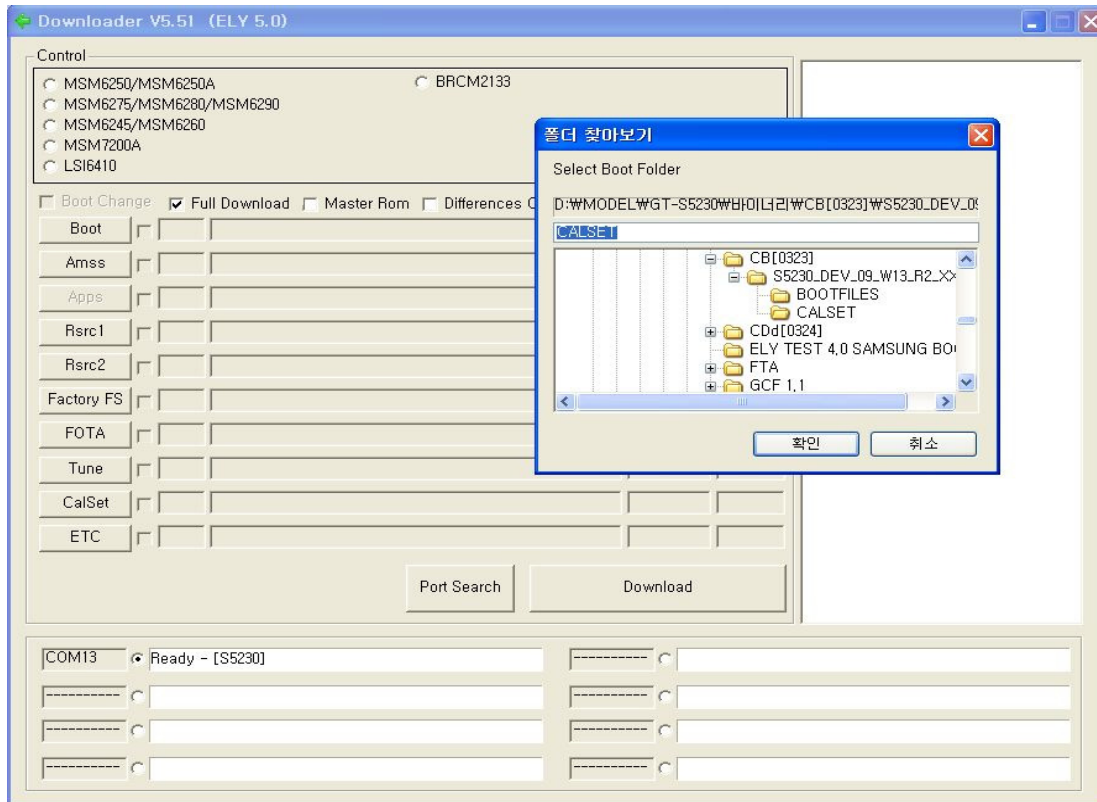 Downloader V5.51 (ELY 5.0)
Control
MSM6250/MSM6250A
BRCM2133
MSM6275/MSM6280/MSM6290
MSM6245/MSM6260
MSM7200A
LSI6410
Boot Change
Full Download
Master Rom
Differences
Boot
Amss
Apps
Rsrc1
Rsrc2
Factory FS
FOTA
Tune
CalSet
ETC
Port Search
Download
폴더 찾아보기
Select Boot Folder
D:₩MODEL₩GT-S5230₩바이너리₩CB[0323]₩S5230_DEV_09
CALSET
CB[0323]
S5230_DEV_09_W13_R2_XX
BOOTFILES
CALSET
CDd[0324]
ELY TEST 4.0 SAMSUNG BO
FTA
GCF 1.1
확인
취소
COM13
Ready - [S5230]
----------
----------
----------
----------
----------
----------
----------